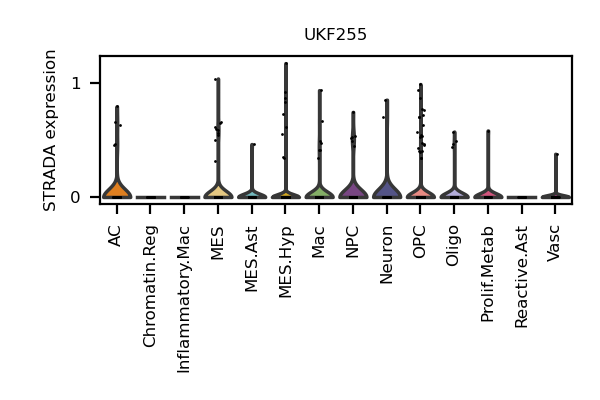 UKF255
STRADA expression
1
0
AC
Chromatin.Reg
Inflammatory.Mac
MES
MES.Ast
MES.Hyp
Mac
NPC
Neuron
OPC
Oligo
Prolif.Metab
Reactive.Ast
Vasc